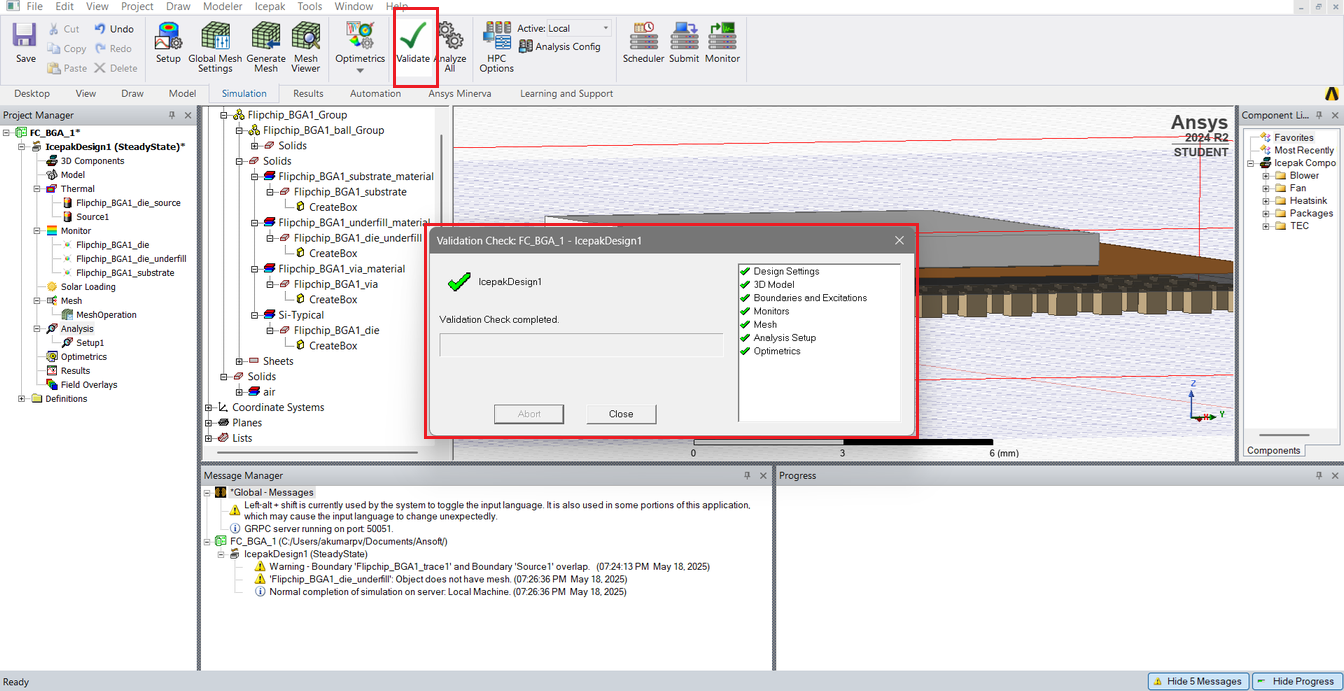 File Edit View Project Draw Modeler Icepak Tools Window Help
Save
Cut
Copy
Paste
Undo
Redo
Delete
Setup
Global Mesh
Settings
Generate
Mesh
Mesh
Viewer
Optimetrics
Validate
Analyze
All
HPC
Options
Active: Local
Analysis Config
Scheduler
Submit
Monitor
Desktop View Draw Model Simulation Results Automation Ansys Minerva Learning and Support
Project Manager
FC_BGA_1*
IcepakDesign1 (SteadyState)*
3D Components
Model
Thermal
Flipchip_BGA1_die_source
Source1
Monitor
Flipchip_BGA1_die
Flipchip_BGA1_die_underfill
Flipchip_BGA1_substrate
Solar Loading
Mesh
MeshOperation
Analysis
Setup1
Optimetrics
Results
Field Overlays
Definitions
Flipchip_BGA1_Group
Flipchip_BGA1_ball_Group
Solids
Solids
Flipchip_BGA1_substrate_material
Flipchip_BGA1_substrate
CreateBox
Flipchip_BGA1_underfill_material
Flipchip_BGA1_die_underfill
CreateBox
Flipchip_BGA1_via_material
Flipchip_BGA1_via
CreateBox
Si-Typical
Flipchip_BGA1_die
CreateBox
Sheets
Solids
air
Coordinate Systems
Planes
Lists
Ansys
2024 R2
STUDENT
Validation Check: FC_BGA_1 - IcepakDesign1
IcepakDesign1
Validation Check completed.
Abort
Close
Design Settings
3D Model
Boundaries and Excitations
Monitors
Mesh
Analysis Setup
Optimetrics
Z
X
Y
0 3 6 (mm)
Component Li...
Favorites
Most Recently
Icepak Compo
Blower
Fan
Heatsink
Packages
TEC
Components
Message Manager
*Global - Messages
Left-alt + shift is currently used by the system to toggle the input language. It is also used in some portions of this application,
which may cause the input language to change unexpectedly.
GRPC server running on port: 50051.
FC_BGA_1 (C:/Users/akumarpv/Documents/Ansoft/)
IcepakDesign1 (SteadyState)
Warning - Boundary 'Flipchip_BGA1_trace1' and Boundary 'Source1' overlap. (07:24:13 PM May 18, 2025)
'Flipchip_BGA1_die_underfill': Object does not have mesh. (07:26:36 PM May 18, 2025)
Normal completion of simulation on server: Local Machine. (07:26:36 PM May 18, 2025)
Progress
Ready
Hide 5 Messages
Hide Progress